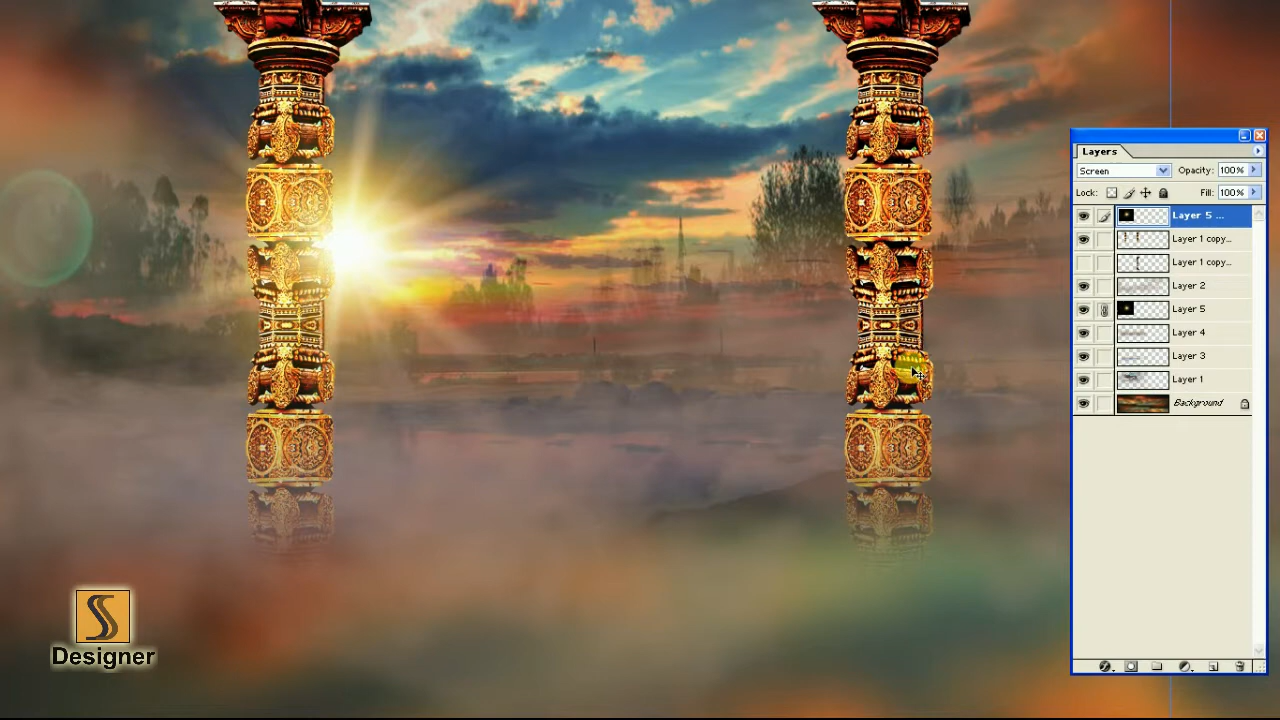 Layers
Screen
Opacity: 100%
Lock:
Fill: 100%
Layer 5 ...
Layer 1 copy...
Layer 1 copy...
Layer 2
Layer 5
Layer 4
Layer 3
Layer 1
Background
S
Designer